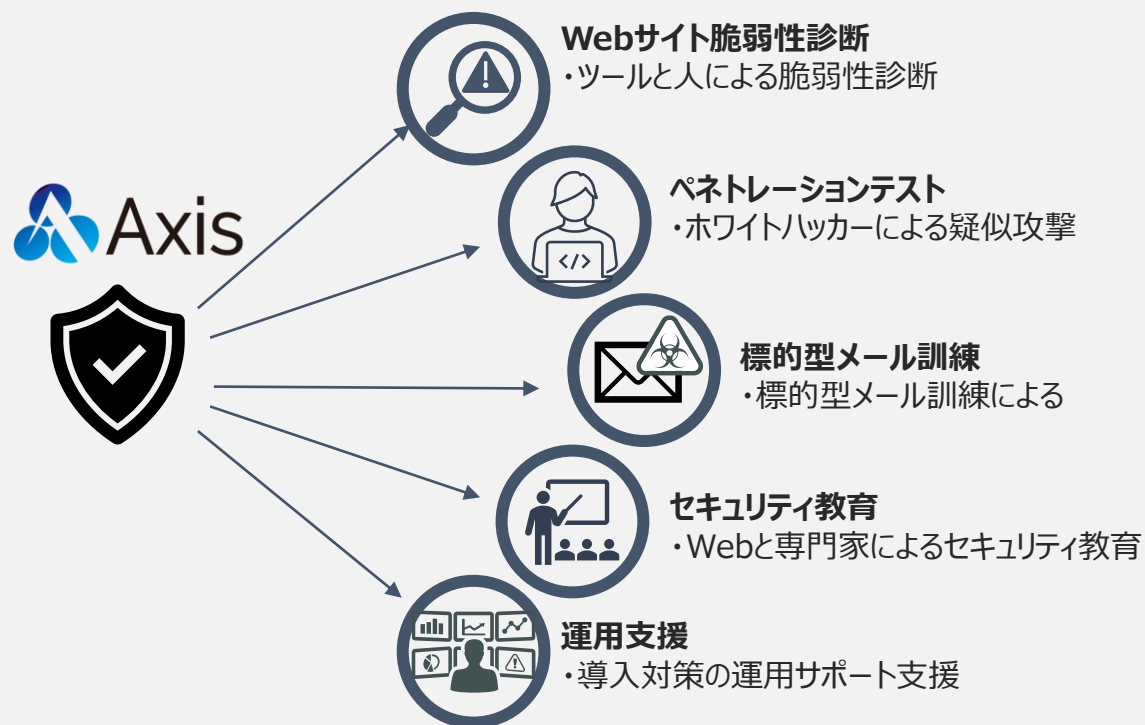 Webサイト脆弱性診断
・ツールと人による脆弱性診断
Axis
ペネトレーションテスト
・ホワイトハッカーによる疑似攻撃
</>
標的型メール訓練
・標的型メール訓練による
セキュリティ教育
・Webと専門家によるセキュリティ教育
運用支援
・導入対策の運用サポート支援